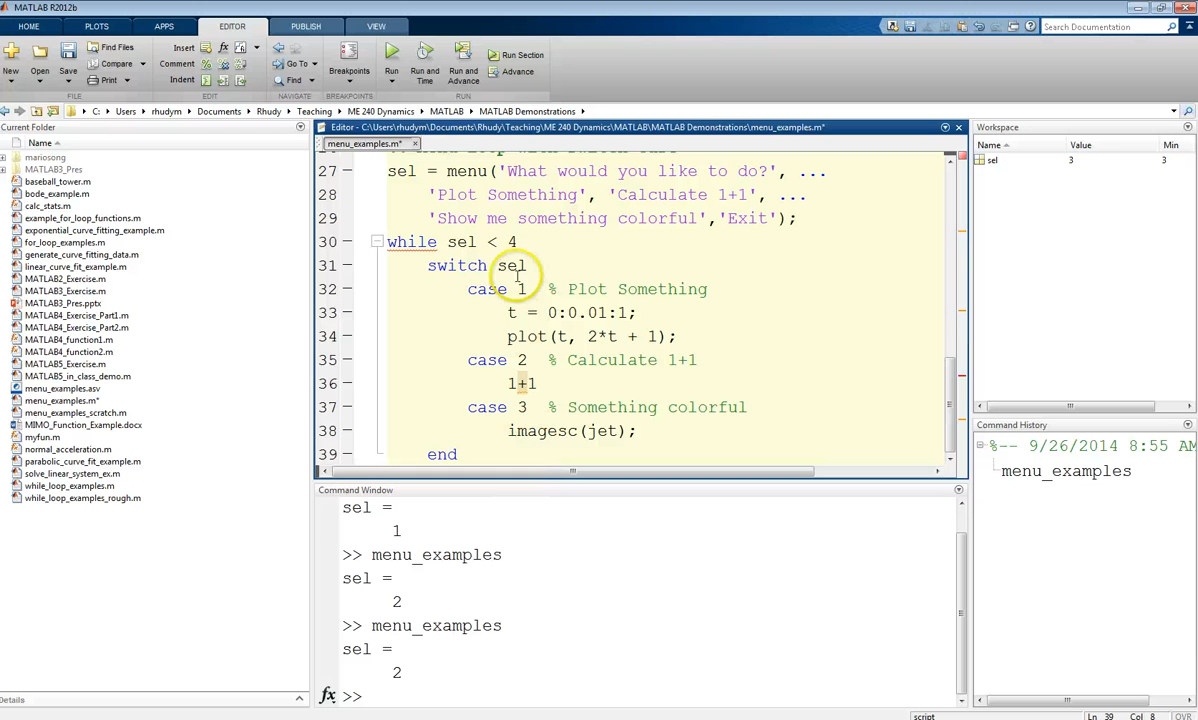 MATLAB R2012b
HOME PLOTS APPS EDITOR PUBLISH VIEW
Search Documentation
New Open Save Find Files Compare Print
Insert Comment Indent
Go To Find
Breakpoints Run Run and Time Run and Advance Run Section Advance
FILE EDIT NAVIGATE BREAKPOINTS RUN
C: Users rhudym Documents Rhudy Teaching ME 240 Dynamics MATLAB MATLAB Demonstrations
Current Folder
Name
mariosong
MATLAB3_Pres
baseball_tower.m
bode_example.m
calc_stats.m
example_for_loop_functions.m
exponential_curve_fitting_example.m
for_loop_examples.m
generate_curve_fitting_data.m
linear_curve_fit_example.m
MATLAB2_Exercise.m
MATLAB3_Exercise.m
MATLAB3_Pres.pptx
MATLAB4_Exercise_Part1.m
MATLAB4_Exercise_Part2.m
MATLAB4_function1.m
MATLAB4_function2.m
MATLAB5_Exercise.m
MATLAB5_in_class_demo.m
menu_examples.asv
menu_examples.m*
menu_examples_scratch.m
MIMO_Function_Example.docx
myfun.m
normal_acceleration.m
parabolic_curve_fit_example.m
solve_linear_system_ex.m
while_loop_examples.m
while_loop_examples_rough.m
Details
Editor - C:\Users\rhudym\Documents\Rhudy\Teaching\ME 240 Dynamics\MATLAB\MATLAB Demonstrations\menu_examples.m*
menu_examples.m*
27 sel = menu('What would you like to do?', ...
28 'Plot Something', 'Calculate 1+1', ...
29 'Show me something colorful','Exit');
30 while sel < 4
31 switch sel
32 case 1 % Plot Something
33 t = 0:0.01:1;
34 plot(t, 2*t + 1);
35 case 2 % Calculate 1+1
36 1+1
37 case 3 % Something colorful
38 imagesc(jet);
39 end
Command Window
sel =
1
>> menu_examples
sel =
2
>> menu_examples
sel =
2
fx >>
Workspace
Name Value Min
sel 3 3
Command History
%-- 9/26/2014 8:55 AM
menu_examples
script Ln 39 Col 8 OVR